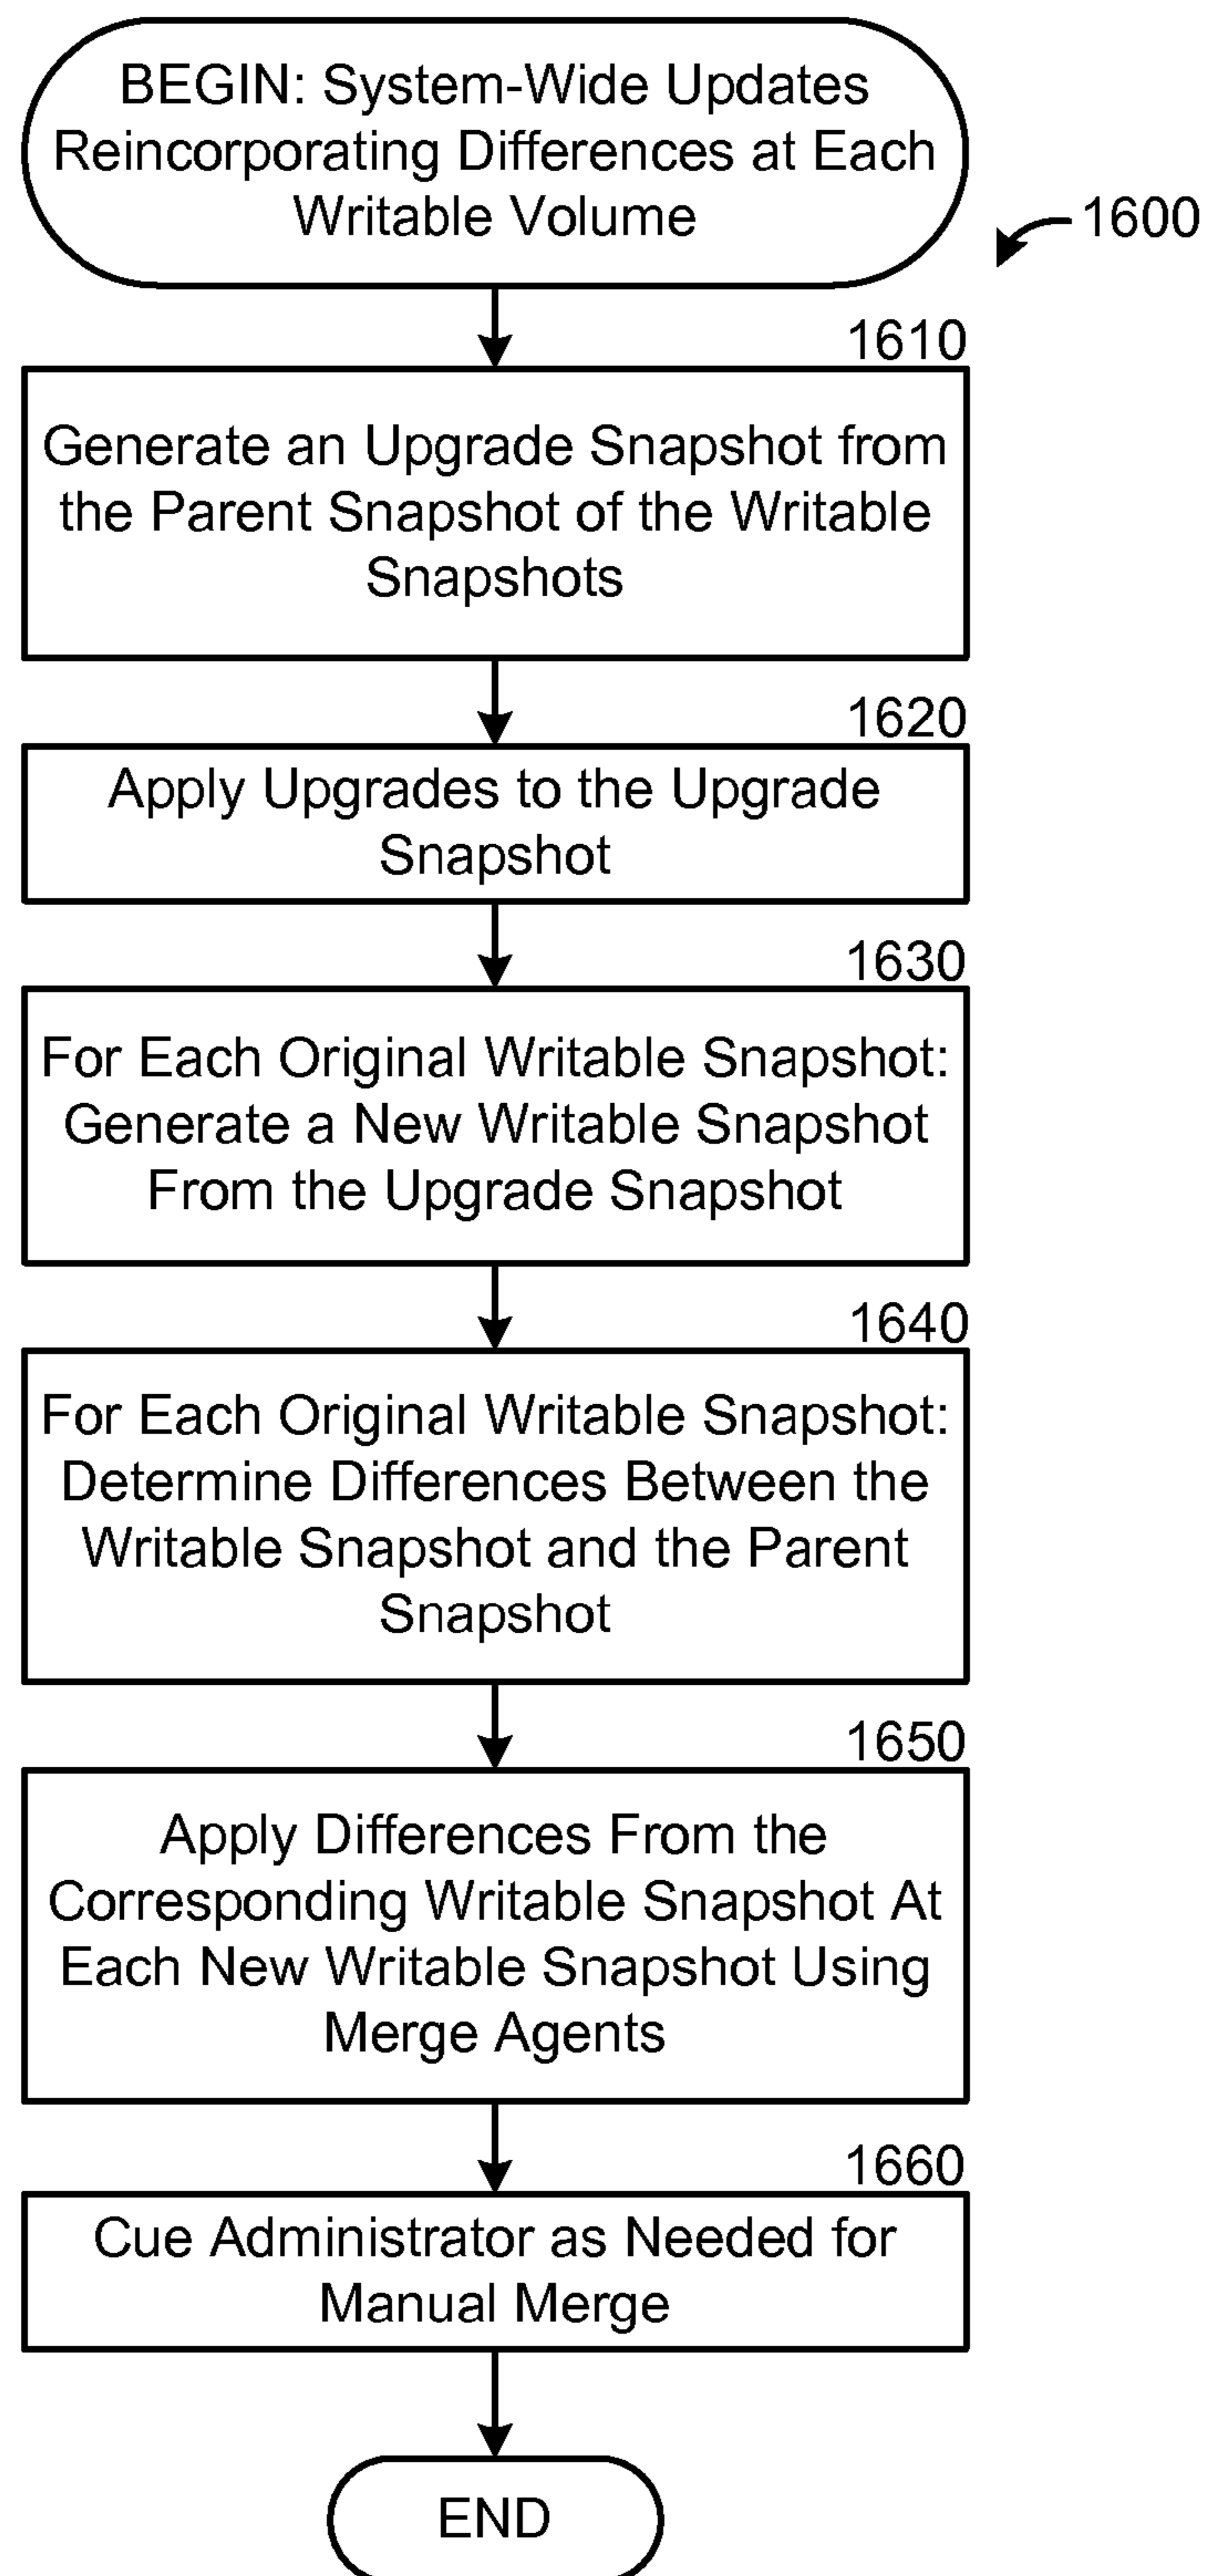 BEGIN: System-Wide Updates
Reincorporating Differences at Each
Writable Volume
1600
1610
Generate an Upgrade Snapshot from
the Parent Snapshot of the Writable
Snapshots
1620
Apply Upgrades to the Upgrade
Snapshot
1630
For Each Original Writable Snapshot:
Generate a New Writable Snapshot
From the Upgrade Snapshot
1640
For Each Original Writable Snapshot:
Determine Differences Between the
Writable Snapshot and the Parent
Snapshot
1650
Apply Differences From the
Corresponding Writable Snapshot At
Each New Writable Snapshot Using
Merge Agents
1660
Cue Administrator as Needed for
Manual Merge
END